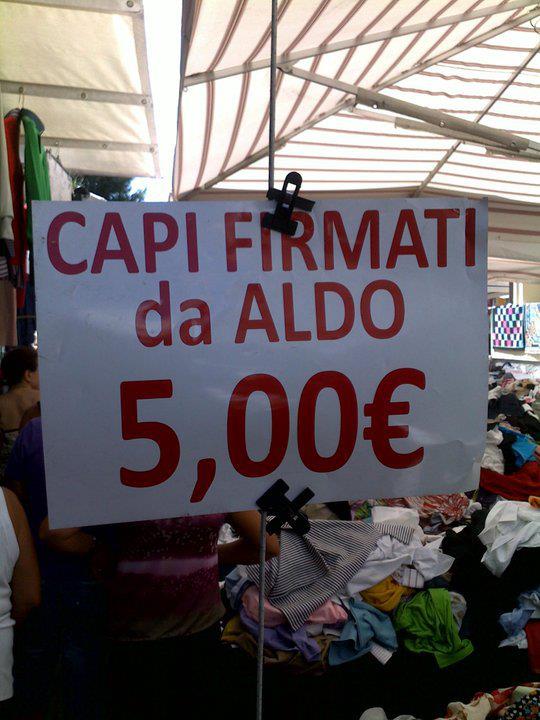 CAPI FIRMATI
da ALDO
5,00€